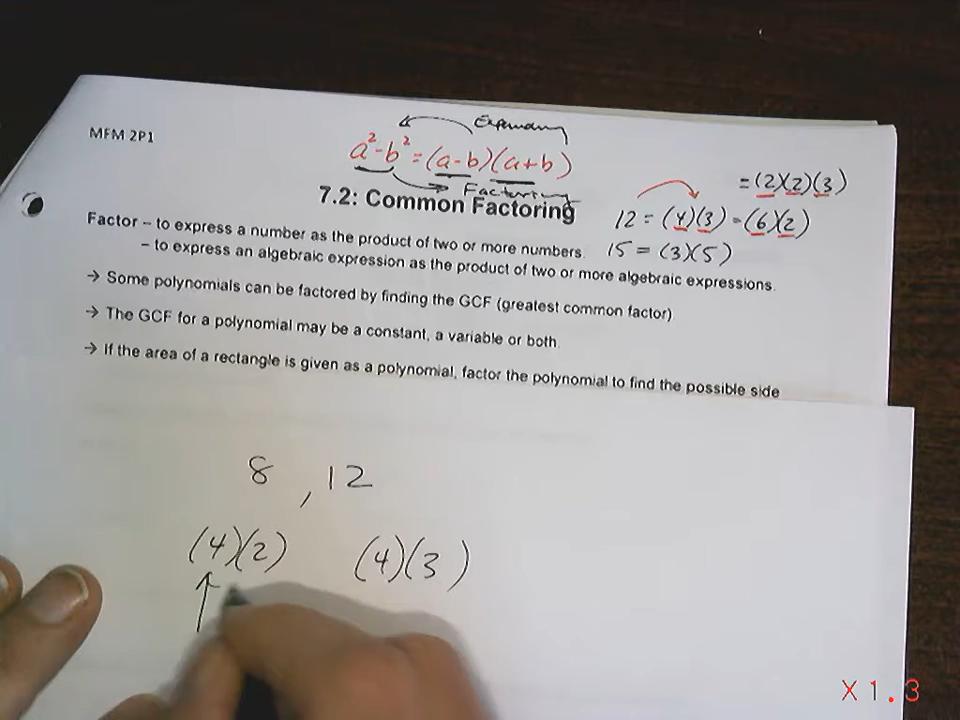 MFM 2P1
Expanding
a²-b² = (a-b)(a+b)
Factoring
7.2: Common Factoring
= (2)(2)(3)
12 = (4)(3) = (6)(2)
15 = (3)(5)
Factor – to express a number as the product of two or more numbers.
– to express an algebraic expression as the product of two or more algebraic expressions.
→ Some polynomials can be factored by finding the GCF (greatest common factor)
→ The GCF for a polynomial may be a constant, a variable or both.
→ If the area of a rectangle is given as a polynomial, factor the polynomial to find the possible side
8 , 12
(4)(2) (4)(3)
X1.3